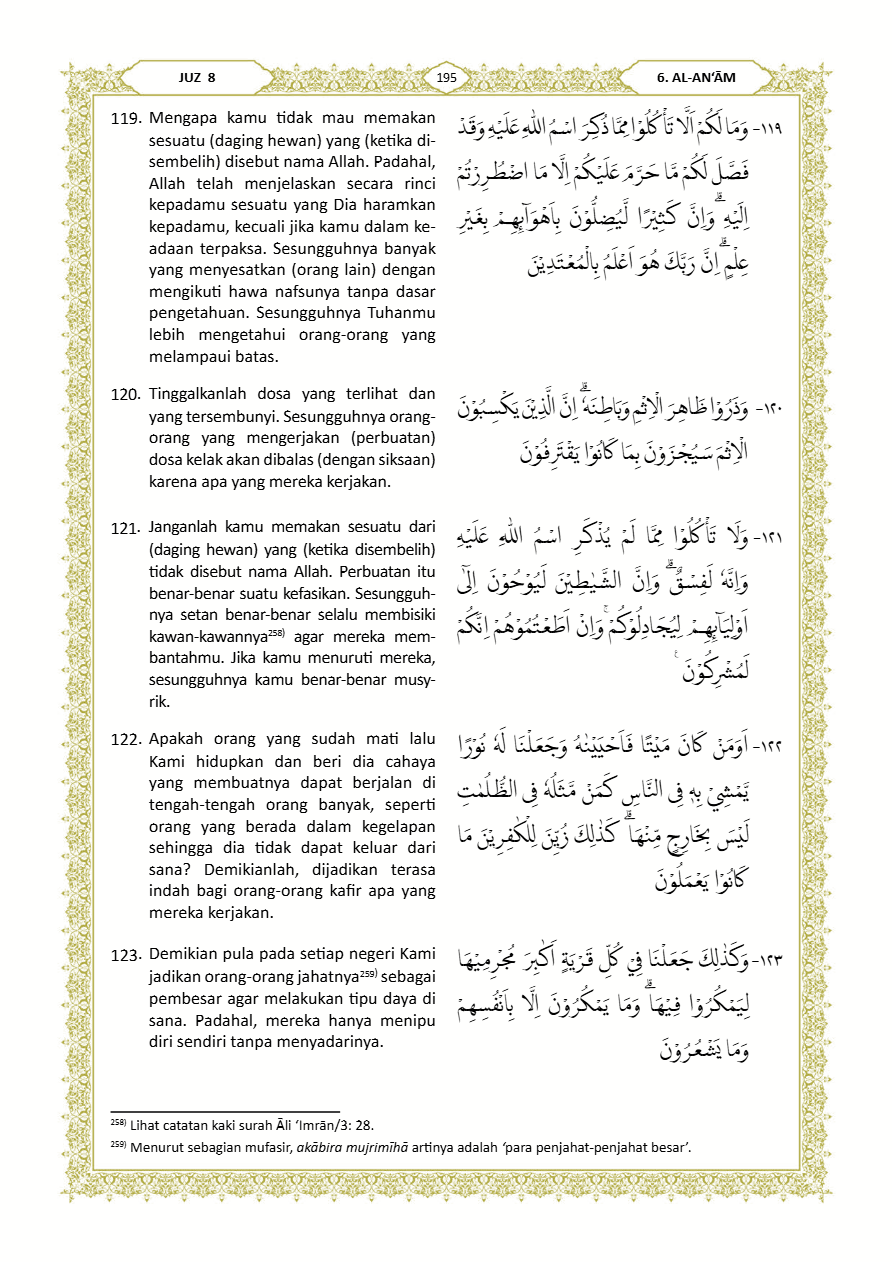 JUZ 8
195
6. AL-AN‘ĀM
119. Mengapa kamu tidak mau memakan
sesuatu (daging hewan) yang (ketika di-
sembelih) disebut nama Allah. Padahal,
Allah telah menjelaskan secara rinci
kepadamu sesuatu yang Dia haramkan
kepadamu, kecuali jika kamu dalam ke-
adaan terpaksa. Sesungguhnya banyak
yang menyesatkan (orang lain) dengan
mengikuti hawa nafsunya tanpa dasar
pengetahuan. Sesungguhnya Tuhanmu
lebih mengetahui orang-orang yang
melampaui batas.
١١٩- وَمَا لَكُمْ اَلَّا تَأْكُلُوْا مِمَّا ذُكِرَ اسْمُ اللّٰهِ عَلَيْهِ وَقَدْ
فَصَّلَ لَكُمْ مَّا حَرَّمَ عَلَيْكُمْ اِلَّا مَا اضْطُرِرْتُمْ
اِلَيْهِ ۗوَاِنَّ كَثِيْرًا لَّيُضِلُّوْنَ بِاَهْوَاۤىِٕهِمْ بِغَيْرِ
عِلْمٍ ۗاِنَّ رَبَّكَ هُوَ اَعْلَمُ بِالْمُعْتَدِيْنَ
120. Tinggalkanlah dosa yang terlihat dan
yang tersembunyi. Sesungguhnya orang-
orang yang mengerjakan (perbuatan)
dosa kelak akan dibalas (dengan siksaan)
karena apa yang mereka kerjakan.
١٢٠- وَذَرُوْا ظَاهِرَ الْاِثْمِ وَبَاطِنَهٗ ۗاِنَّ الَّذِيْنَ يَكْسِبُوْنَ
الْاِثْمَ سَيُجْزَوْنَ بِمَا كَانُوْا يَقْتَرِفُوْنَ
121. Janganlah kamu memakan sesuatu dari
(daging hewan) yang (ketika disembelih)
tidak disebut nama Allah. Perbuatan itu
benar-benar suatu kefasikan. Sesungguh-
nya setan benar-benar selalu membisiki
kawan-kawannya²⁵⁸⁾ agar mereka mem-
bantahmu. Jika kamu menuruti mereka,
sesungguhnya kamu benar-benar musy-
rik.
١٢١- وَلَا تَأْكُلُوْا مِمَّا لَمْ يُذْكَرِ اسْمُ اللّٰهِ عَلَيْهِ
وَاِنَّهٗ لَفِسْقٌۗ وَاِنَّ الشَّيٰطِيْنَ لَيُوْحُوْنَ اِلٰٓى
اَوْلِيَاۤىِٕهِمْ لِيُجَادِلُوْكُمْ ۚوَاِنْ اَطَعْتُمُوْهُمْ اِنَّكُمْ
لَمُشْرِكُوْنَ ࣖ
122. Apakah orang yang sudah mati lalu
Kami hidupkan dan beri dia cahaya
yang membuatnya dapat berjalan di
tengah-tengah orang banyak, seperti
orang yang berada dalam kegelapan
sehingga dia tidak dapat keluar dari
sana? Demikianlah, dijadikan terasa
indah bagi orang-orang kafir apa yang
mereka kerjakan.
١٢٢- اَوَمَنْ كَانَ مَيْتًا فَاَحْيَيْنٰهُ وَجَعَلْنَا لَهٗ نُوْرًا
يَّمْشِيْ بِهٖ فِى النَّاسِ كَمَنْ مَّثَلُهٗ فِى الظُّلُمٰتِ
لَيْسَ بِخَارِجٍ مِّنْهَاۗ كَذٰلِكَ زُيِّنَ لِلْكٰفِرِيْنَ مَا
كَانُوْا يَعْمَلُوْنَ
123. Demikian pula pada setiap negeri Kami
jadikan orang-orang jahatnya²⁵⁹⁾ sebagai
pembesar agar melakukan tipu daya di
sana. Padahal, mereka hanya menipu
diri sendiri tanpa menyadarinya.
١٢٣- وَكَذٰلِكَ جَعَلْنَا فِيْ كُلِّ قَرْيَةٍ اَكٰبِرَ مُجْرِمِيْهَا
لِيَمْكُرُوْا فِيْهَاۗ وَمَا يَمْكُرُوْنَ اِلَّا بِاَنْفُسِهِمْ
وَمَا يَشْعُرُوْنَ
²⁵⁸⁾ Lihat catatan kaki surah Āli ‘Imrān/3: 28.
²⁵⁹⁾ Menurut sebagian mufasir, akābira mujrimīhā artinya adalah ‘para penjahat-penjahat besar’.